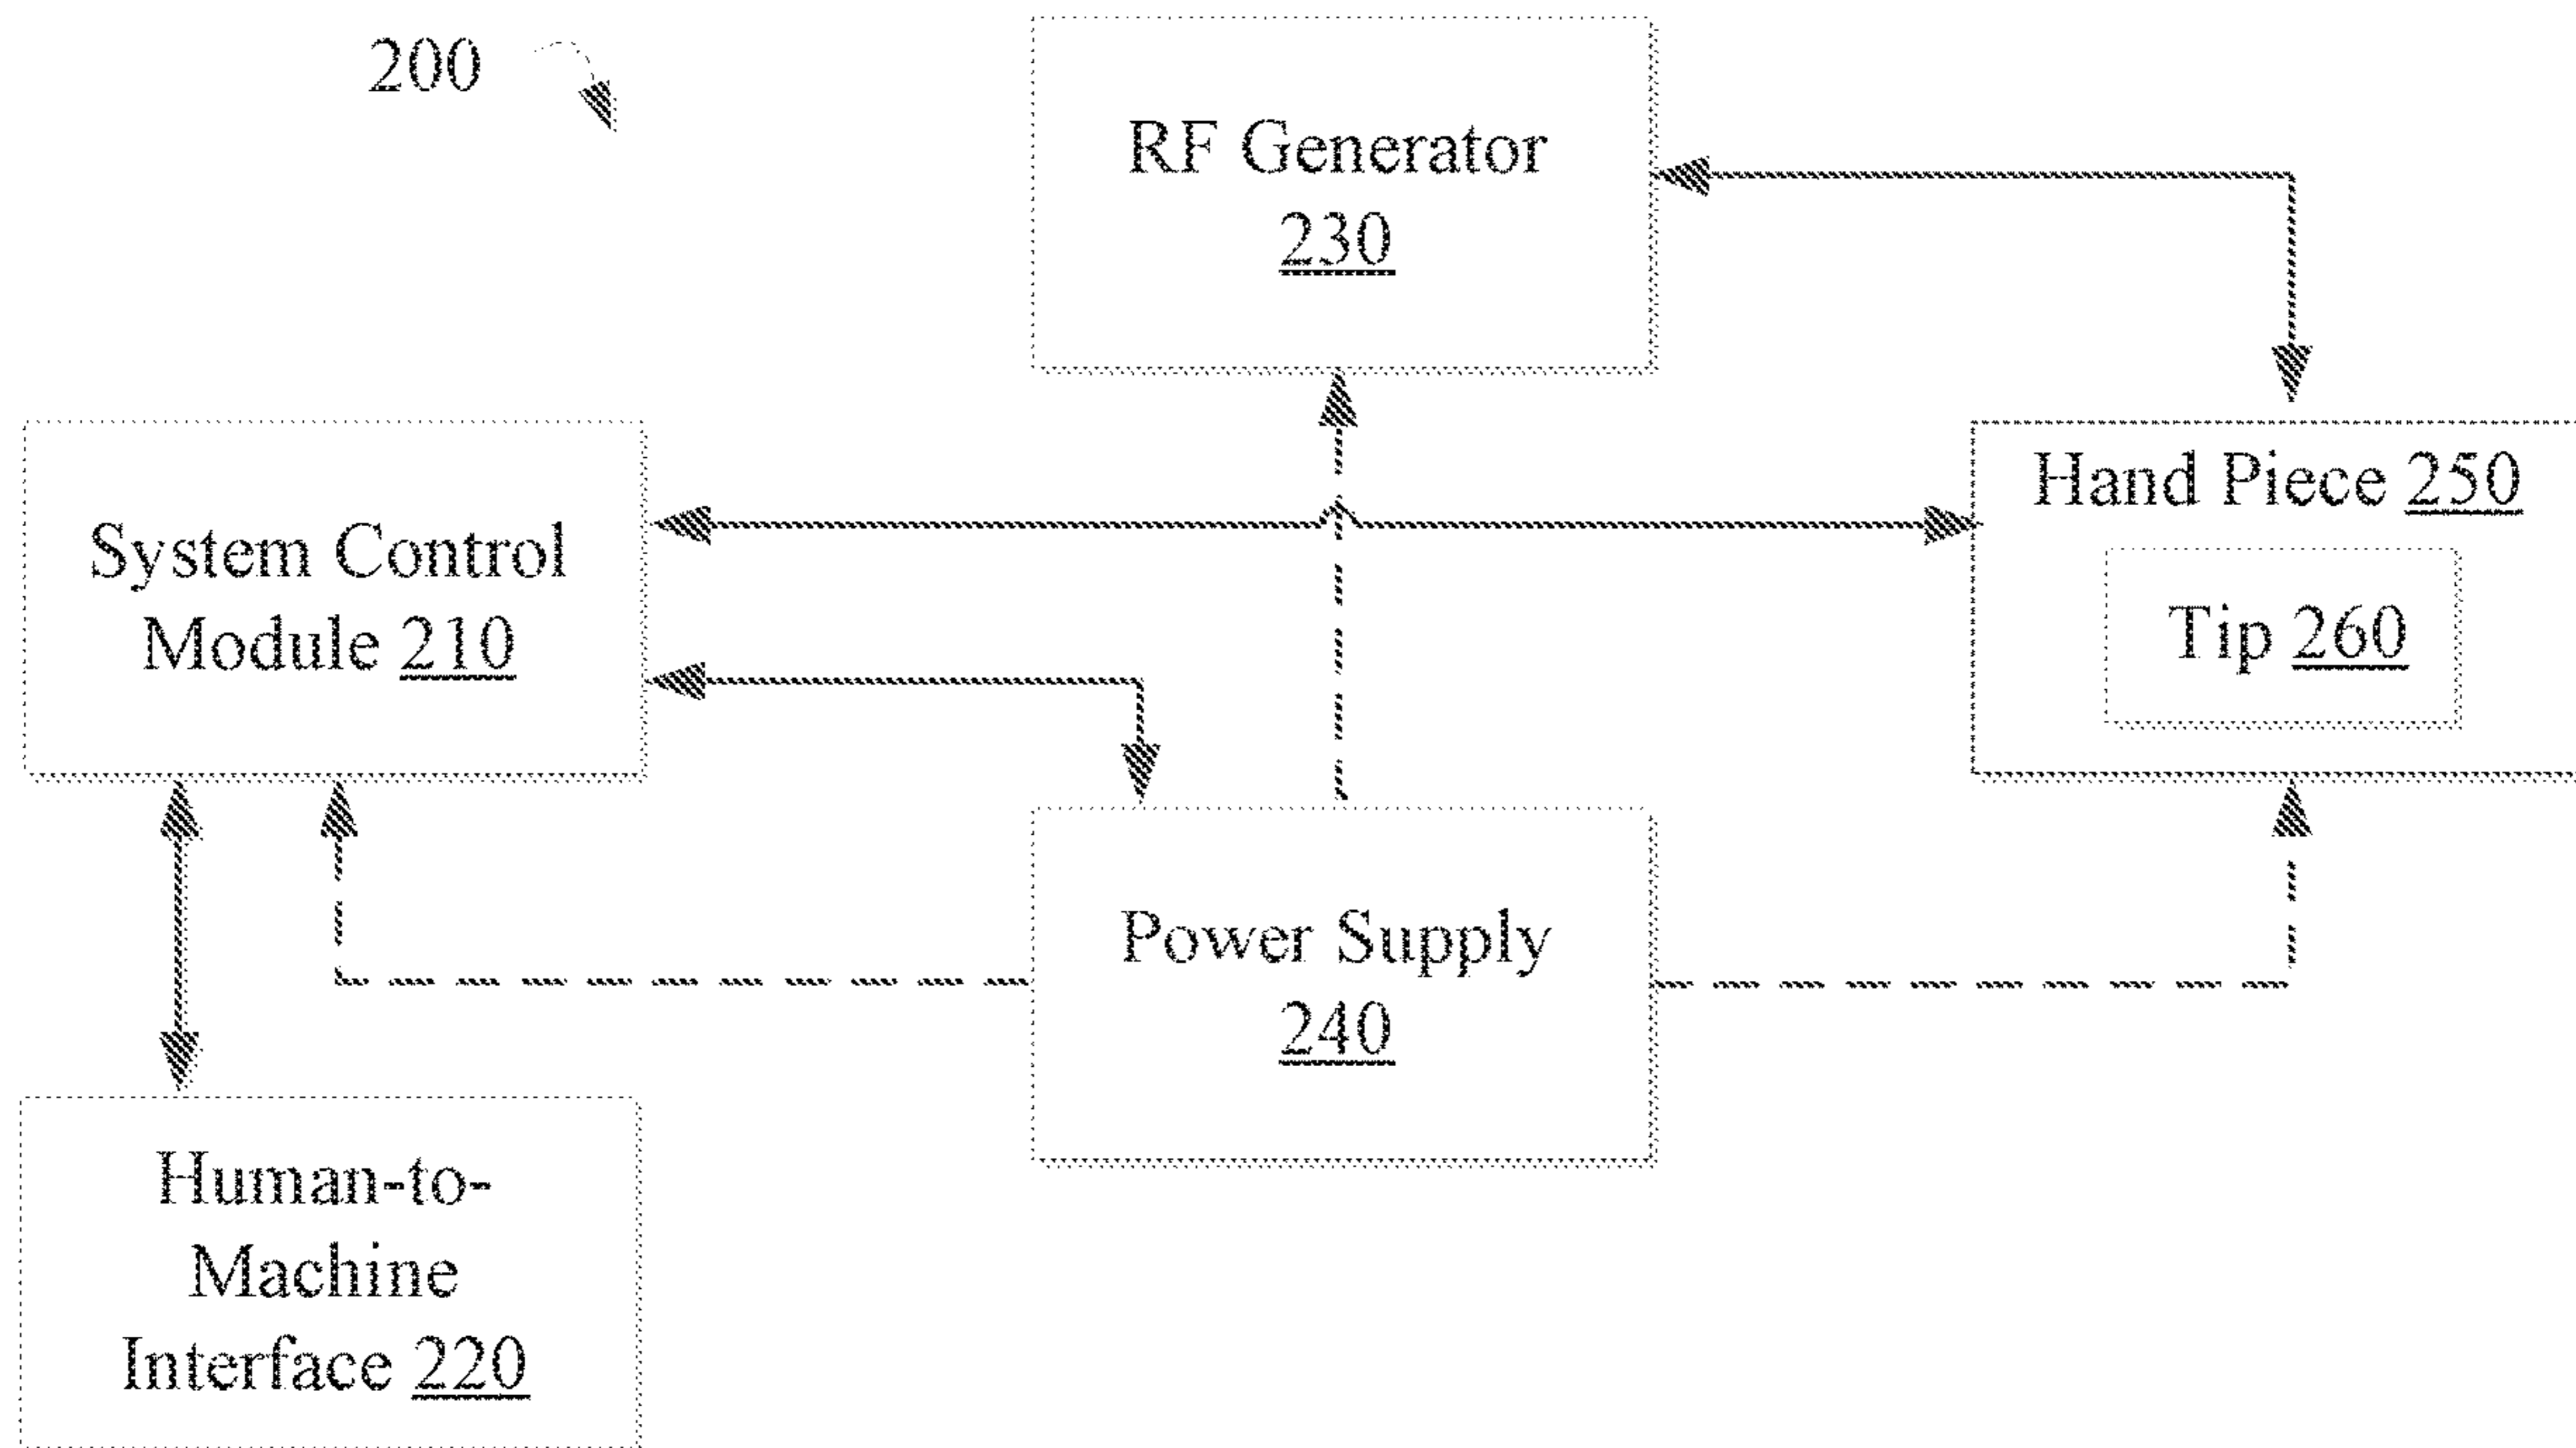 200
RF Generator
230
System Control
Module 210
Hand Piece 250
Tip 260
Power Supply
240
Human-to-
Machine
Interface 220